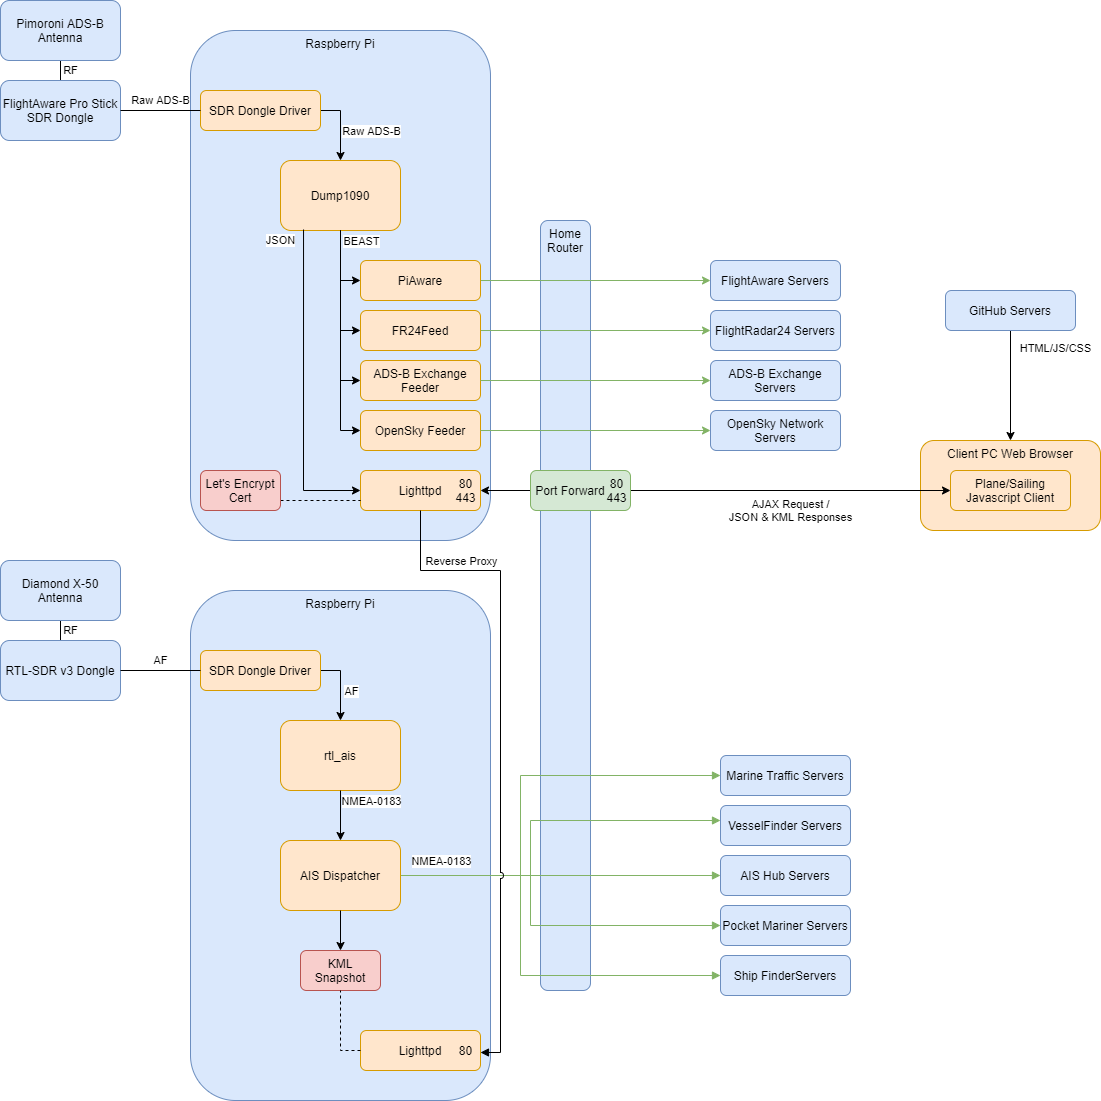 Pimoroni ADS-B
Antenna
RF
FlightAware Pro Stick
SDR Dongle
Raw ADS-B
Raspberry Pi
SDR Dongle Driver
Raw ADS-B
Dump1090
JSON
BEAST
PiAware
FR24Feed
ADS-B Exchange
Feeder
OpenSky Feeder
Let's Encrypt
Cert
Lighttpd
80
443
Home
Router
Port Forward
80
443
FlightAware Servers
FlightRadar24 Servers
ADS-B Exchange
Servers
OpenSky Network
Servers
GitHub Servers
HTML/JS/CSS
Client PC Web Browser
Plane/Sailing
Javascript Client
AJAX Request /
JSON & KML Responses
Reverse Proxy
Diamond X-50
Antenna
RF
RTL-SDR v3 Dongle
AF
Raspberry Pi
SDR Dongle Driver
AF
rtl_ais
NMEA-0183
AIS Dispatcher
NMEA-0183
KML
Snapshot
Lighttpd
80
Marine Traffic Servers
VesselFinder Servers
AIS Hub Servers
Pocket Mariner Servers
Ship FinderServers